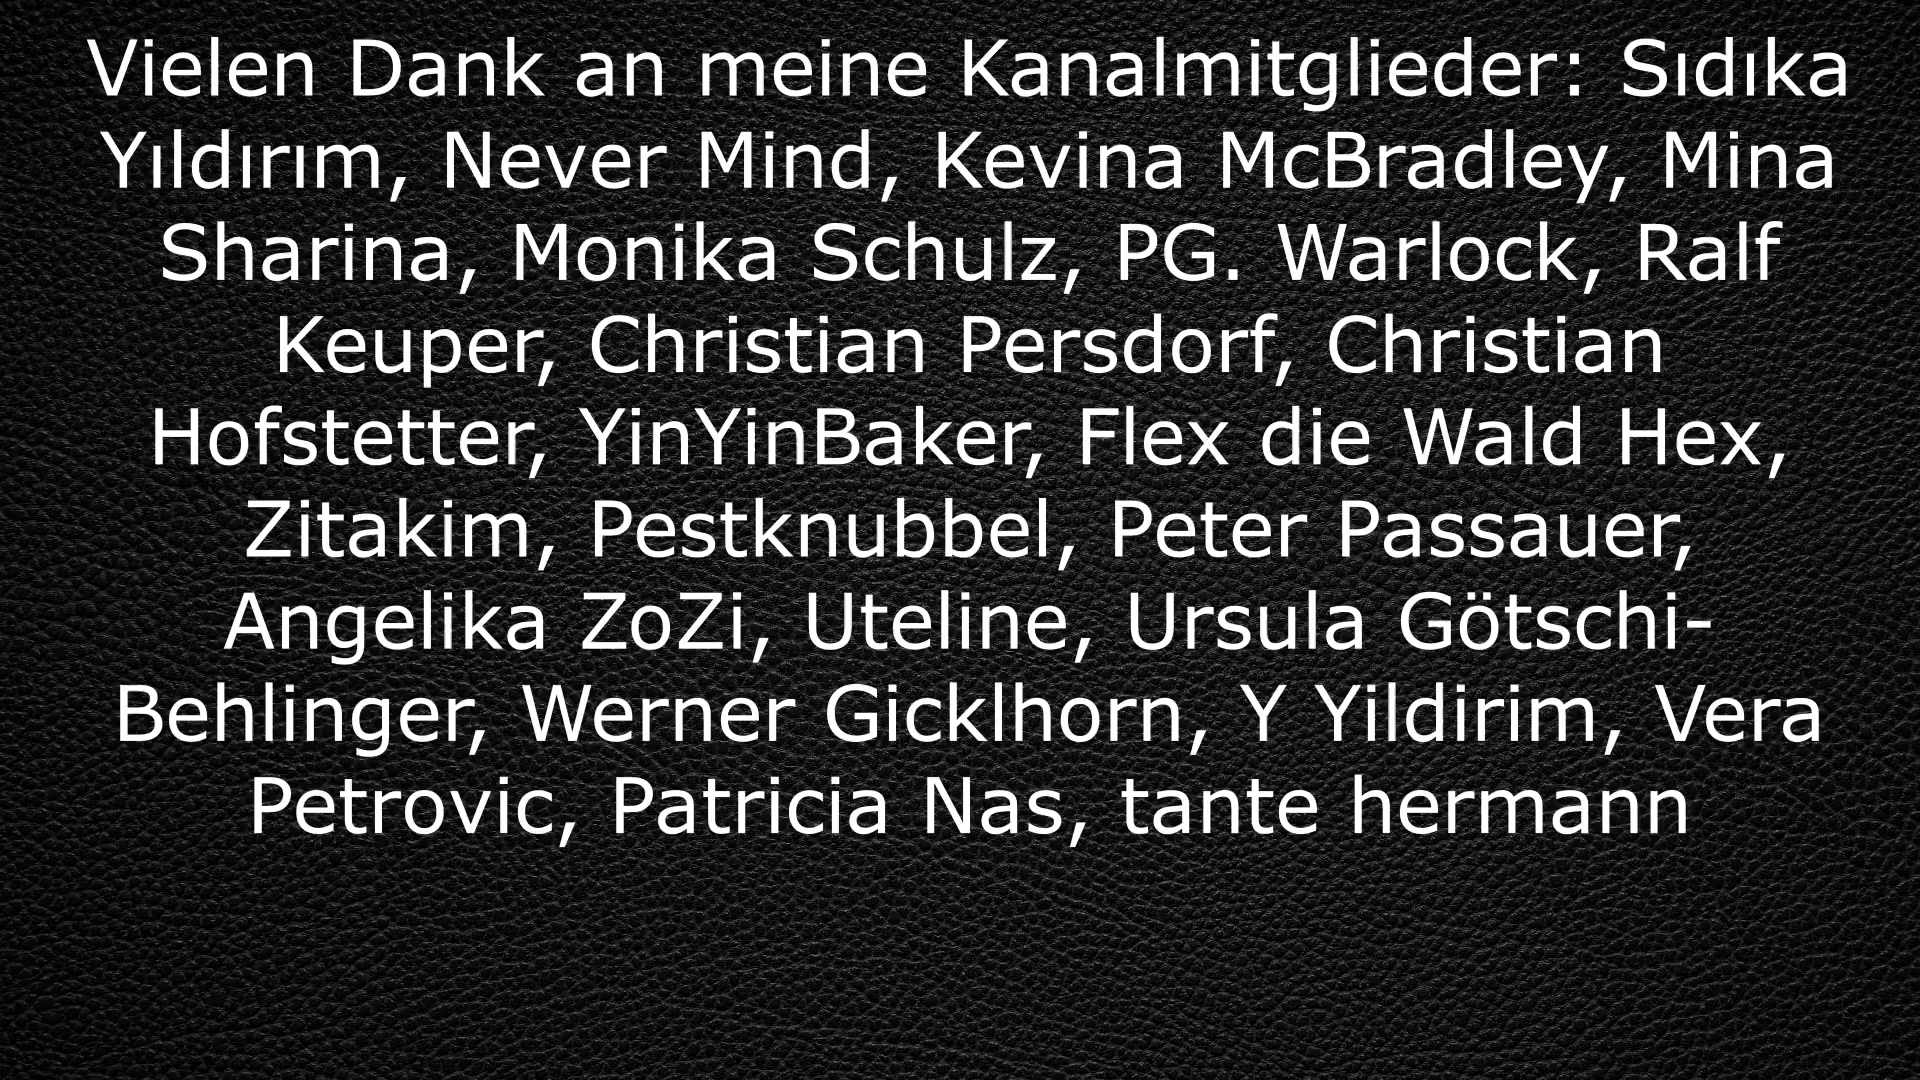 Vielen Dank an meine Kanalmitglieder: Sıdıka
Yıldırım, Never Mind, Kevina McBradley, Mina
Sharina, Monika Schulz, PG. Warlock, Ralf
Keuper, Christian Persdorf, Christian
Hofstetter, YinYinBaker, Flex die Wald Hex,
Zitakim, Pestknubbel, Peter Passauer,
Angelika ZoZi, Uteline, Ursula Götschi-
Behlinger, Werner Gicklhorn, Y Yildirim, Vera
Petrovic, Patricia Nas, tante hermann